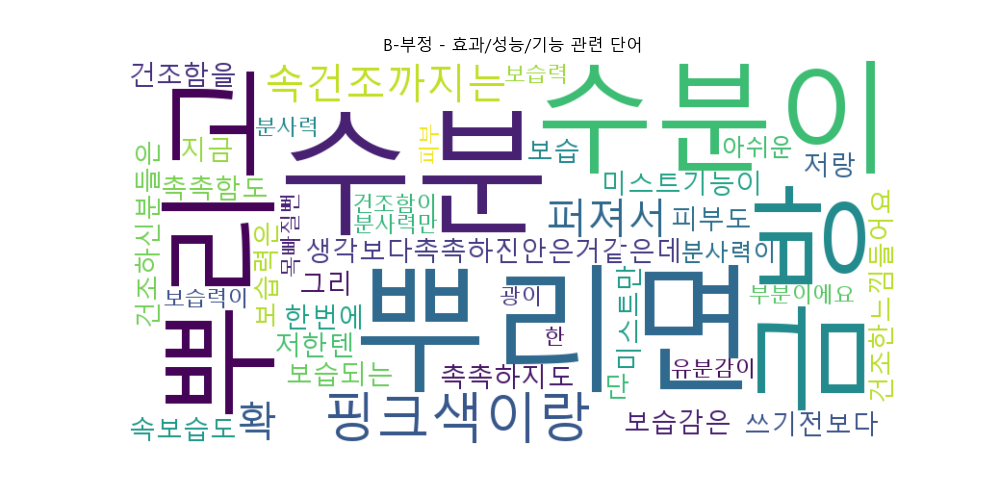 B-부정 - 효과/성능/기능 관련 단어
건조함을
속건조까지는
보습력
수분이
뿌리고
수분
분사력
피부
보습
아쉬운
저랑
지금
촉촉함도
건조하신분들은
목빠질뻔
건조함이
분사력만
미스트기능이
퍼져서
피부도
금방
건조한느낌들어요
생각보다촉촉하진안은거같은데
분사력이
보습력은
보습력이
그리
뿌리면
광이
부분이에요
한번에
저한텐
한
미스트만
보습되는
촉촉하지도
유분감이
단
속보습도
확
핑크색이랑
보습감은
쓰기전보다